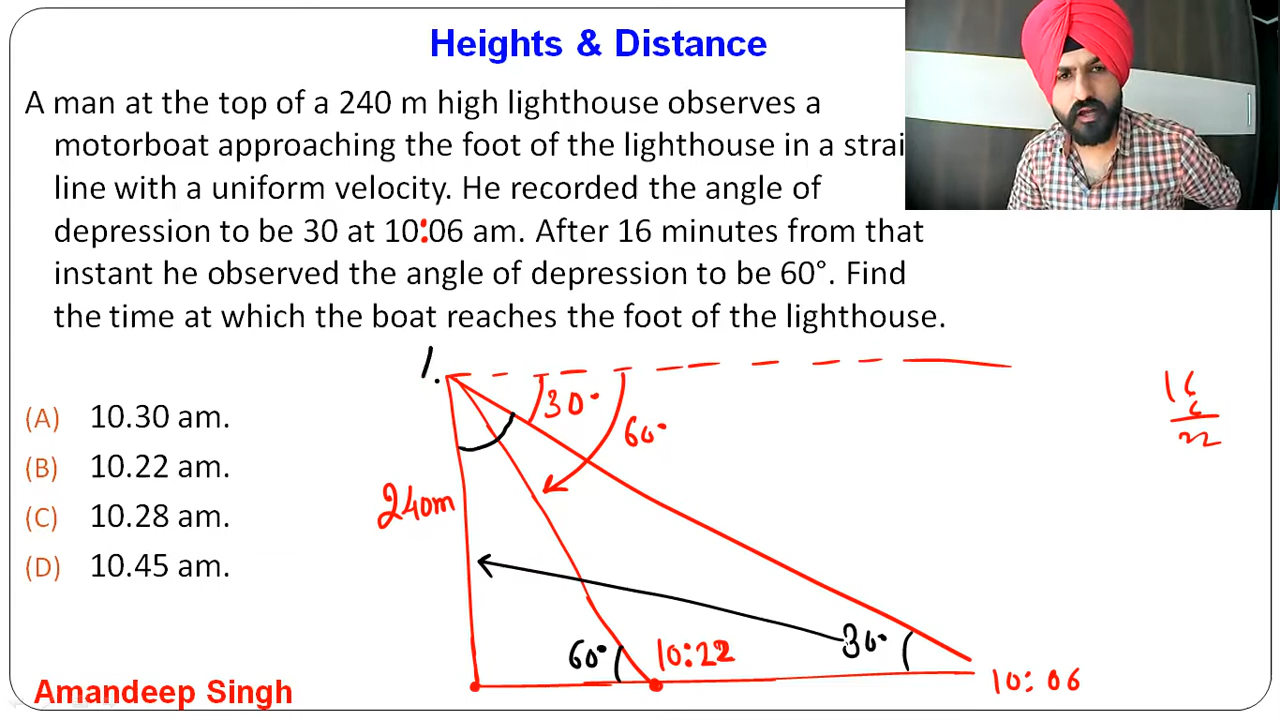 Heights & Distance
A man at the top of a 240 m high lighthouse observes a
motorboat approaching the foot of the lighthouse in a strai
line with a uniform velocity. He recorded the angle of
depression to be 30 at 10:06 am. After 16 minutes from that
instant he observed the angle of depression to be 60°. Find
the time at which the boat reaches the foot of the lighthouse.
(A) 10.30 am.
(B) 10.22 am.
(C) 10.28 am.
(D) 10.45 am.
30°
60°
16
6
22
240m
60°
10:22
30°
10:06
Amandeep Singh